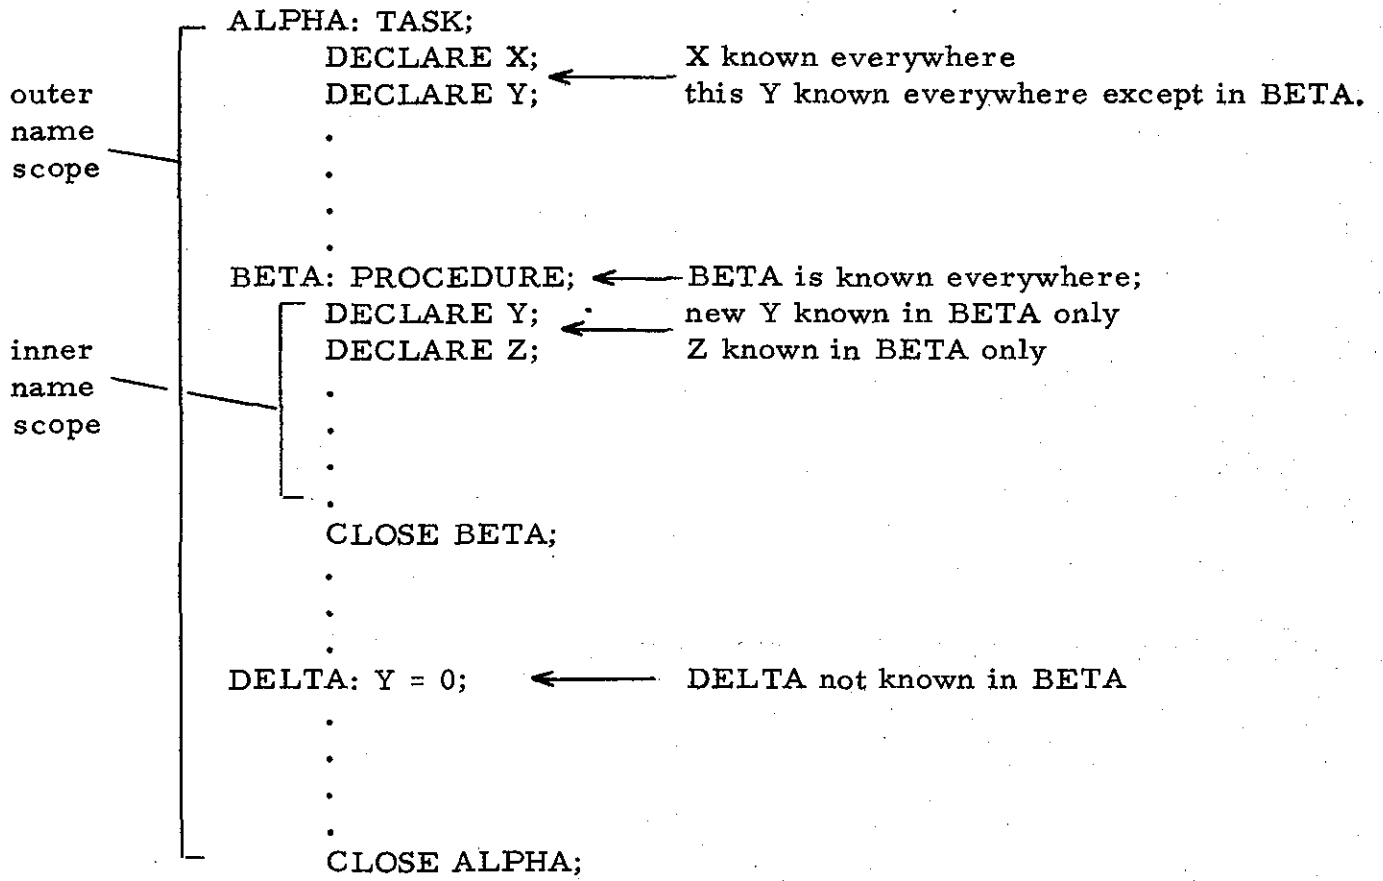 ALPHA: TASK;
DECLARE X; X known everywhere
outer DECLARE Y; this Y known everywhere except in BETA.
name
scope
BETA: PROCEDURE; BETA is known everywhere;
DECLARE Y; new Y known in BETA only
inner DECLARE Z; Z known in BETA only
name
scope
CLOSE BETA;
DELTA: Y = 0; DELTA not known in BETA
CLOSE ALPHA;